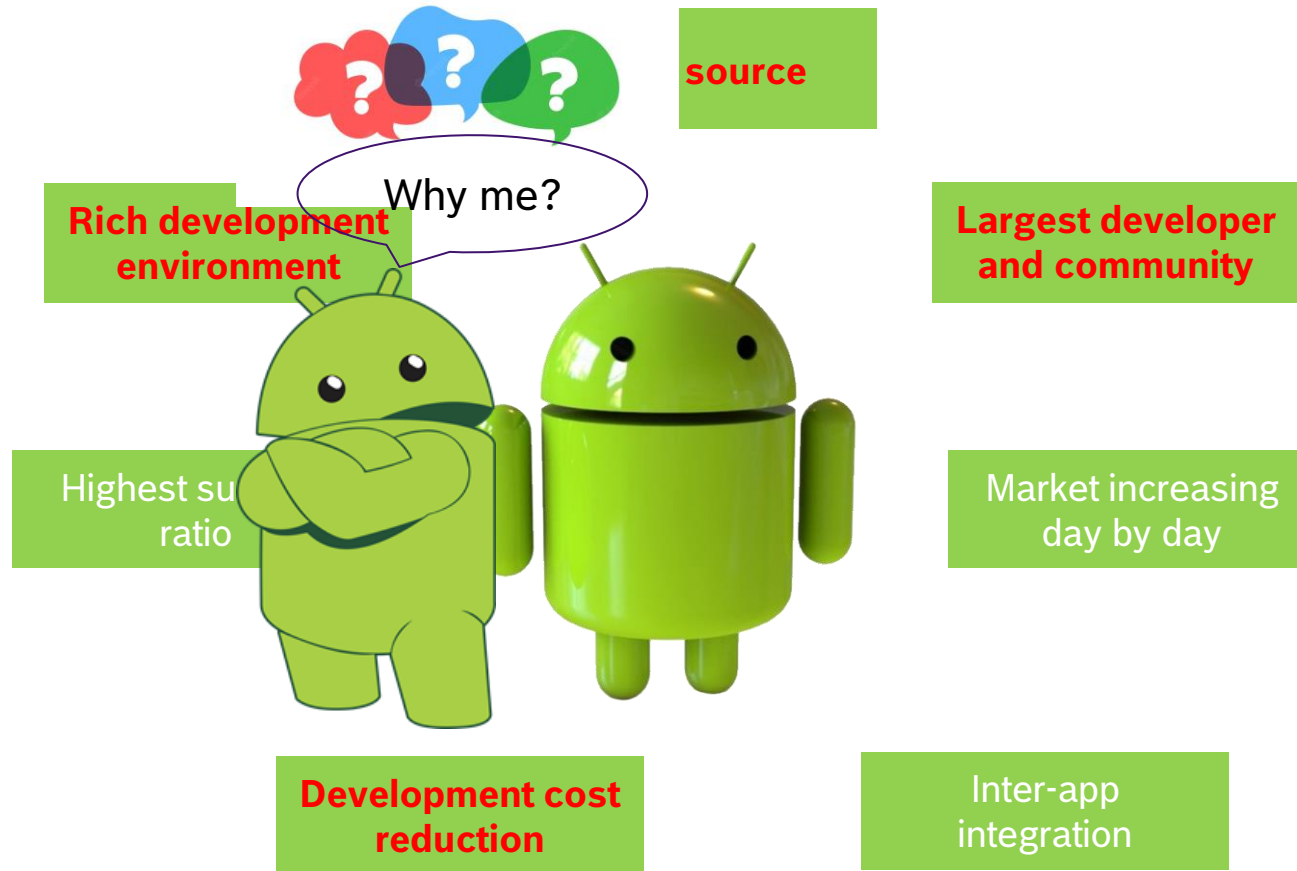 ? ? ?
source
Why me?
Rich development
environment
Largest developer
and community
Highest su
ratio
Market increasing
day by day
Development cost
reduction
Inter-app
integration